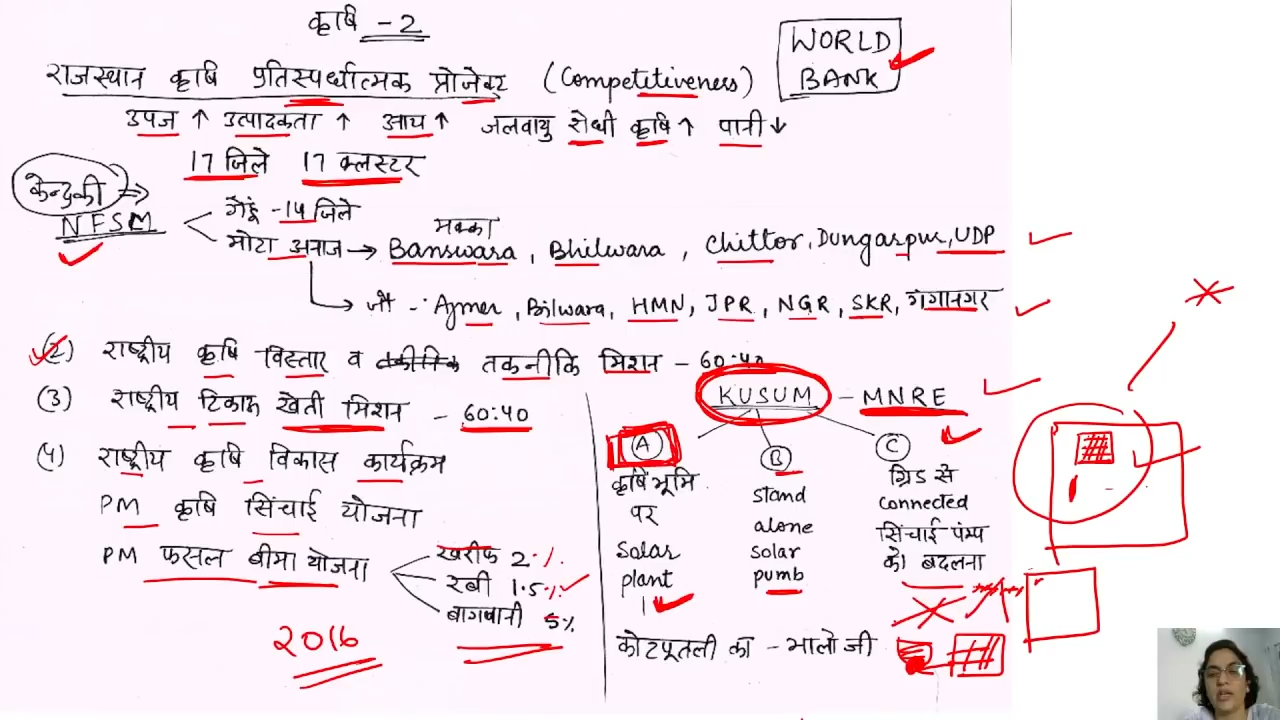 कृषि - 2
WORLD BANK
राजस्थान कृषि प्रतिस्पर्धात्मक प्रोजेक्ट (Competitiveness)
उपज ↑ उत्पादकता ↑ आय ↑ जलवायु रोधी कृषि ↑ पानी ↓
17 जिले 17 क्लस्टर
केन्द्र की ⇒
NFSM
गेहूं - 14 जिले
मक्का
मोटा अनाज → Banswara, Bhilwara, Chittor, Dungarpur, UDP
जौ - Ajmer, Bilwara, HMN, JPR, NGR, SKR, गंगानगर
(2) राष्ट्रीय कृषि विस्तार व तकनीकि मिशन - 60:40
(3) राष्ट्रीय टिकाऊ खेती मिशन - 60:40
(4) राष्ट्रीय कृषि विकास कार्यक्रम
PM कृषि सिंचाई योजना
PM फसल बीमा योजना
खरीफ 2%
रबी 1.5%
बागवानी 5%
2016
KUSUM - MNRE
A
कृषि भूमि
पर
Solar
plant
B
stand
alone
solar
pumb
C
ग्रिड से
connected
सिंचाई पंम्प
को बदलना
कोटपूतली का - भालोजी